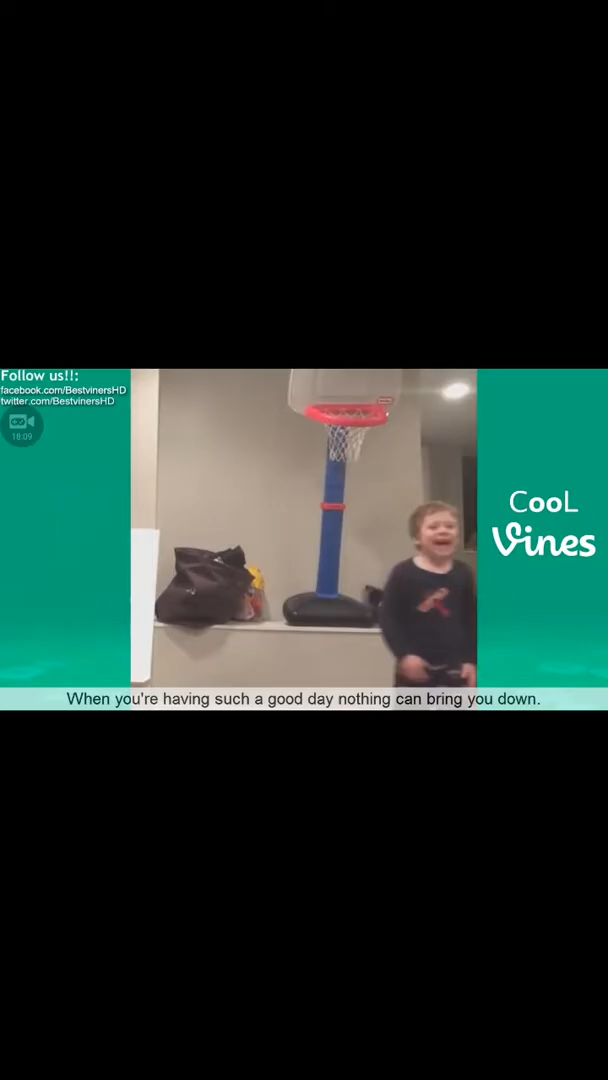 Follow us!!:
facebook.com/BestvinersHD
twitter.com/BestvinersHD
18:09
CooL
Vines
When you're having such a good day nothing can bring you down.